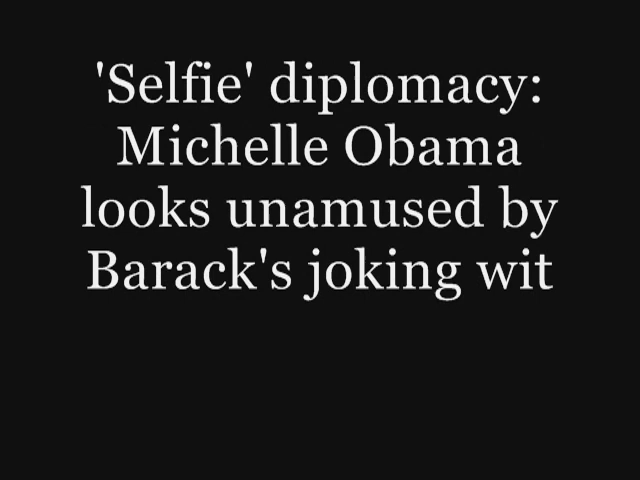 'Selfie' diplomacy:
Michelle Obama
looks unamused by
Barack's joking wit